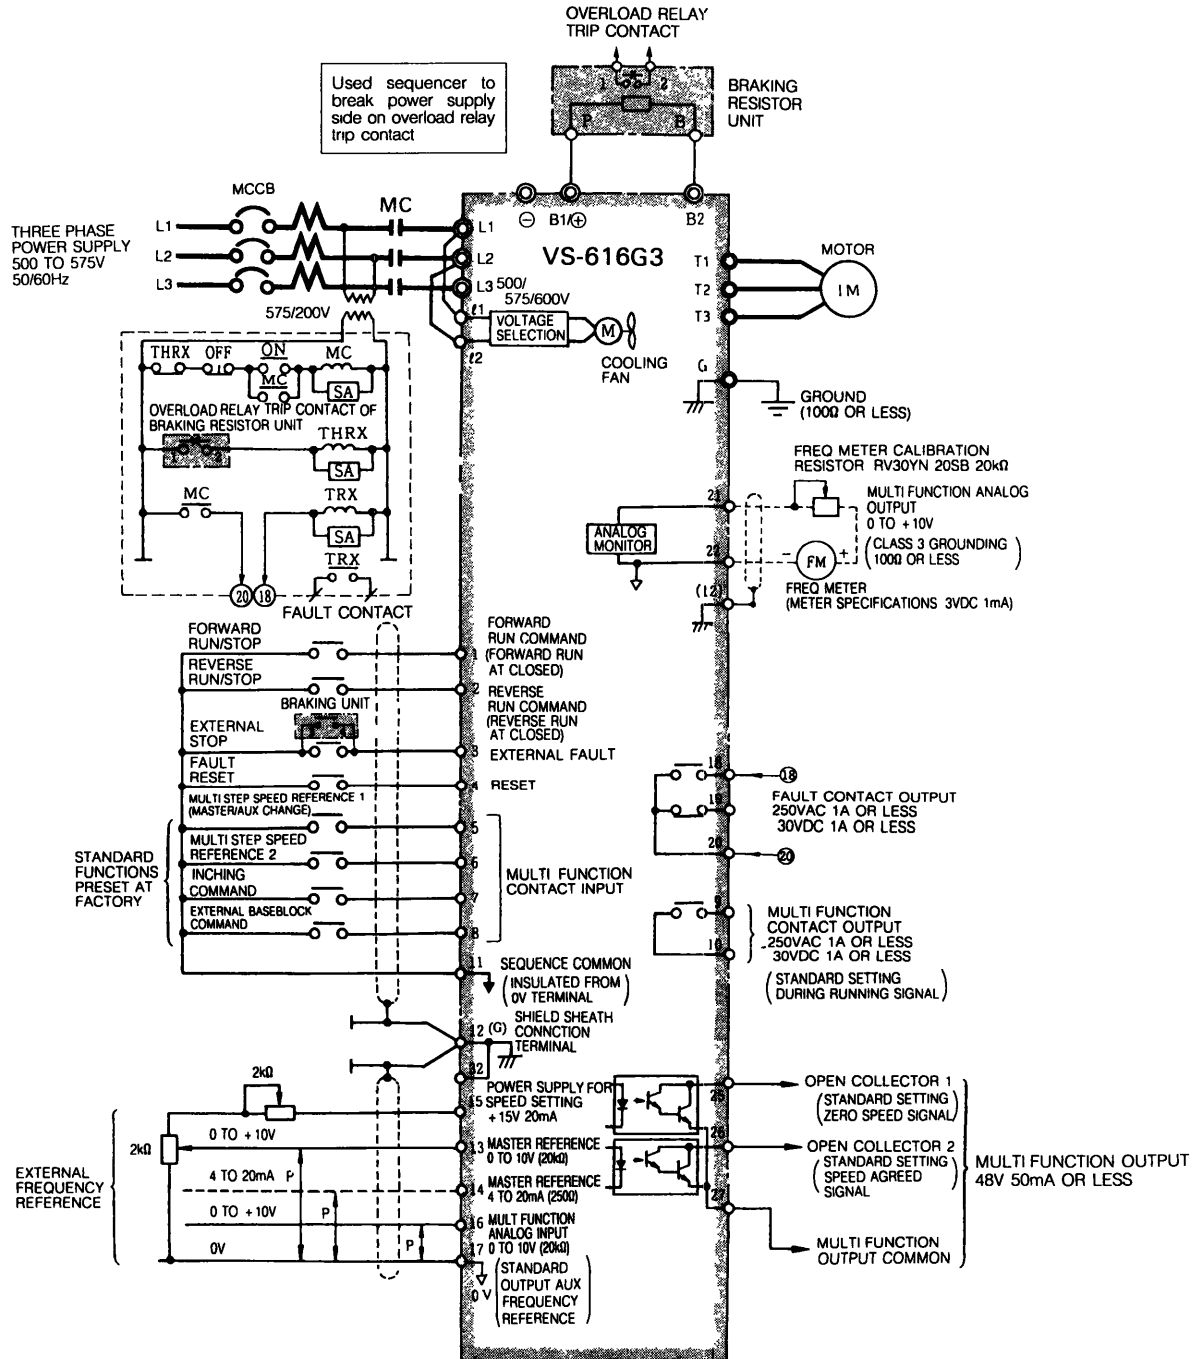 OVERLOAD RELAY
TRIP CONTACT
1 2
P B
BRAKING
RESISTOR
UNIT
Used sequencer to
break power supply
side on overload relay
trip contact
MCCB
MC
THREE PHASE
POWER SUPPLY
500 TO 575V
50/60Hz
L1
L2
L3
575/200V
⊖ B1/⊕ B2
VS-616G3
L1
L2
L3 500/
575/600V
ℓ1
ℓ2
VOLTAGE
SELECTION
M
COOLING
FAN
T1
T2
T3
MOTOR
IM
G
GROUND
(100Ω OR LESS)
THRX OFF ON MC
MC
SA
OVERLOAD RELAY TRIP CONTACT OF
BRAKING RESISTOR UNIT
1 2
THRX
SA
MC
TRX
SA
TRX
20 18
FAULT CONTACT
FREQ METER CALIBRATION
RESISTOR RV30YN 20SB 20kΩ
21
MULTI FUNCTION ANALOG
OUTPUT
0 TO +10V
(CLASS 3 GROUNDING
100Ω OR LESS)
ANALOG
MONITOR
22
- FM +
FREQ METER
(METER SPECIFICATIONS 3VDC 1mA)
(12)
FORWARD
RUN/STOP
1
FORWARD
RUN COMMAND
(FORWARD RUN
AT CLOSED)
REVERSE
RUN/STOP
2
REVERSE
RUN COMMAND
(REVERSE RUN
AT CLOSED)
BRAKING UNIT
EXTERNAL
STOP
3 EXTERNAL FAULT
FAULT
RESET
4 RESET
MULTI STEP SPEED REFERENCE 1
(MASTER/AUX CHANGE)
5
MULTI STEP SPEED
REFERENCE 2
6
INCHING
COMMAND
7
EXTERNAL BASEBLOCK
COMMAND
8
STANDARD
FUNCTIONS
PRESET AT
FACTORY
MULTI FUNCTION
CONTACT INPUT
11 SEQUENCE COMMON
(INSULATED FROM
0V TERMINAL)
12 (G) SHIELD SHEATH
CONNCTION
TERMINAL
32
18 18
19
20 20
FAULT CONTACT OUTPUT
250VAC 1A OR LESS
30VDC 1A OR LESS
9
10
MULTI FUNCTION
CONTACT OUTPUT
250VAC 1A OR LESS
30VDC 1A OR LESS
(STANDARD SETTING
DURING RUNNING SIGNAL)
EXTERNAL
FREQUENCY
REFERENCE
2kΩ
2kΩ
0 TO +10V
4 TO 20mA P
0 TO +10V P
0V P
15 POWER SUPPLY FOR
SPEED SETTING
+15V 20mA
13 MASTER REFERENCE
0 TO 10V (20kΩ)
14 MASTER REFERENCE
4 TO 20mA (250Ω)
16 MULT FUNCTION
ANALOG INPUT
0 TO 10V (20kΩ)
17
0 V
(STANDARD
OUTPUT AUX
FREQUENCY
REFERENCE)
25
OPEN COLLECTOR 1
(STANDARD SETTING
ZERO SPEED SIGNAL)
26
OPEN COLLECTOR 2
(STANDARD SETTING
SPEED AGREED
SIGNAL)
27
MULTI FUNCTION
OUTPUT COMMON
MULTI FUNCTION OUTPUT
48V 50mA OR LESS